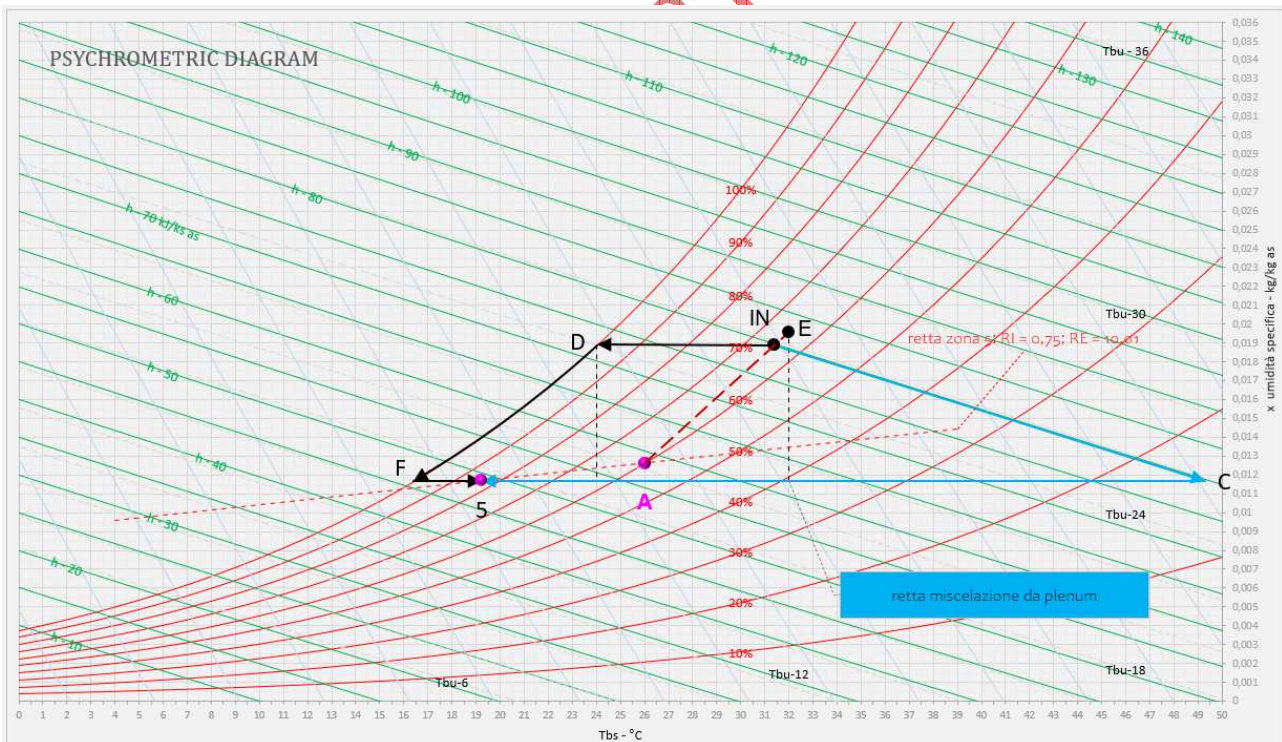 PSYCHROMETRIC DIAGRAM
h - 140
h - 130
h - 120
h - 110
h - 100
h - 90
h - 80
h - 70 kJ/ks as
h - 60
h - 50
h - 40
h - 30
h - 20
h - 10
Tbu - 36
Tbu-30
Tbu-24
Tbu-18
Tbu-12
Tbu-6
100%
90%
80%
70%
60%
50%
40%
30%
20%
10%
IN
E
D
F
5
A
C
retta zona 5; RI = 0,75; RE = 10,01
retta miscelazione da plenum
0,036
0,035
0,034
0,033
0,032
0,031
0,03
0,029
0,028
0,027
0,026
0,025
0,024
0,023
0,022
0,021
0,02
0,019
0,018
0,017
0,016
0,015
0,014
0,013
0,012
0,011
0,01
0,009
0,008
0,007
0,006
0,005
0,004
0,003
0,002
0,001
0
x umidità specifica - kg/kg as
0 1 2 3 4 5 6 7 8 9 10 11 12 13 14 15 16 17 18 19 20 21 22 23 24 25 26 27 28 29 30 31 32 33 34 35 36 37 38 39 40 41 42 43 44 45 46 47 48 49 50
Tbs - °C